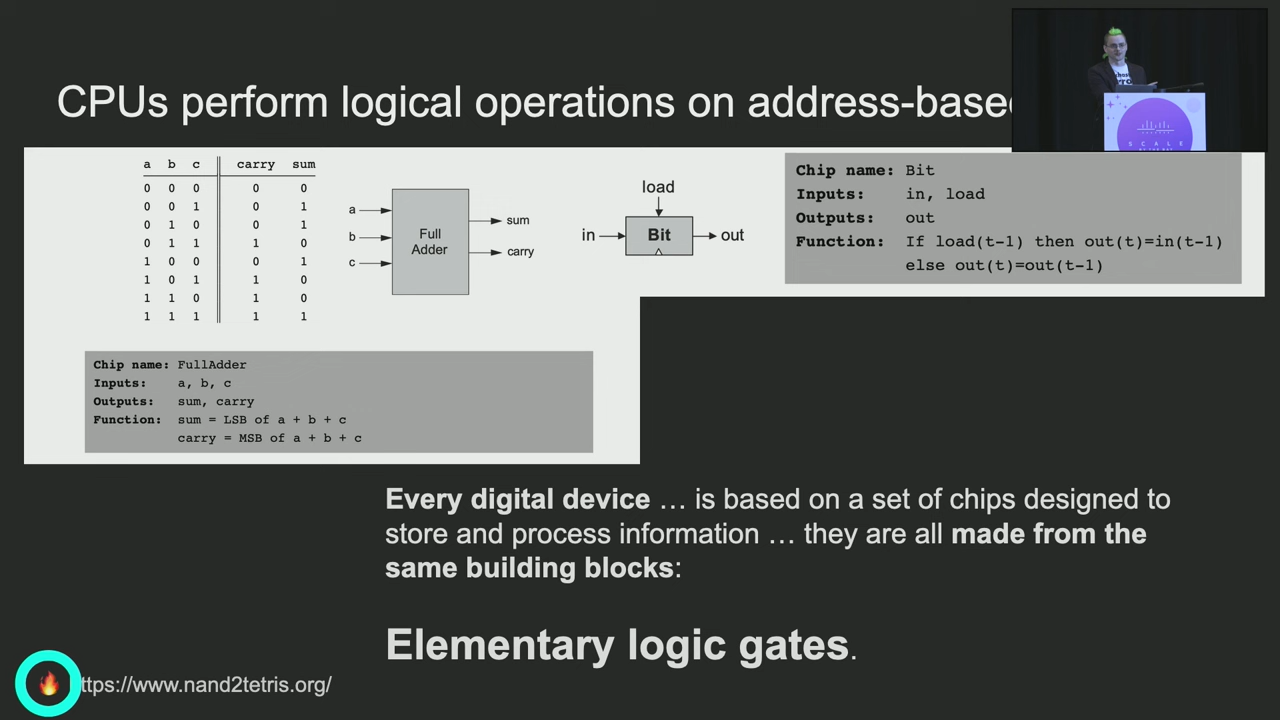 CPUs perform logical operations on address-base
a b c carry sum
0 0 0 0 0
0 0 1 0 1
0 1 0 0 1
0 1 1 1 0
1 0 0 0 1
1 0 1 1 0
1 1 0 1 0
1 1 1 1 1
a
b
c
Full
Adder
sum
carry
load
in
Bit
out
Chip name: Bit
Inputs: in, load
Outputs: out
Function: If load(t-1) then out(t)=in(t-1)
else out(t)=out(t-1)
Chip name: FullAdder
Inputs: a, b, c
Outputs: sum, carry
Function: sum = LSB of a + b + c
carry = MSB of a + b + c
Every digital device … is based on a set of chips designed to
store and process information … they are all made from the
same building blocks:
Elementary logic gates.
ttps://www.nand2tetris.org/
SCALE